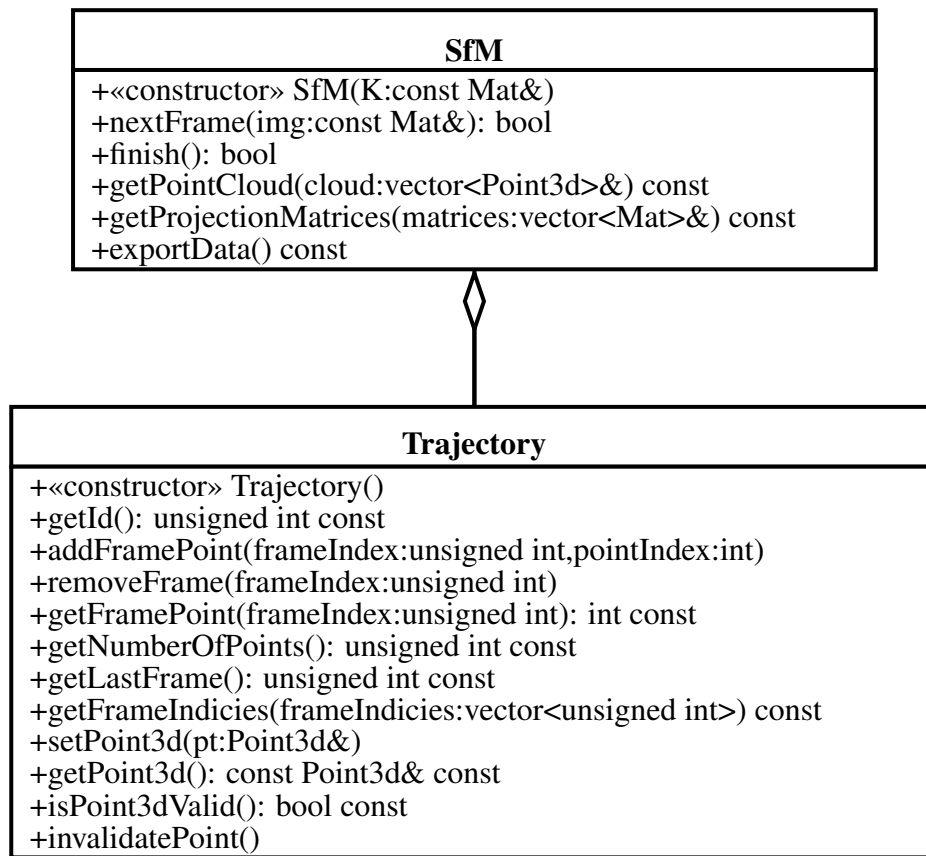 SfM
+«constructor» SfM(K:const Mat&)
+nextFrame(img:const Mat&): bool
+finish(): bool
+getPointCloud(cloud:vector<Point3d>&) const
+getProjectionMatrices(matrices:vector<Mat>&) const
+exportData() const
Trajectory
+«constructor» Trajectory()
+getId(): unsigned int const
+addFramePoint(frameIndex:unsigned int,pointIndex:int)
+removeFrame(frameIndex:unsigned int)
+getFramePoint(frameIndex:unsigned int): int const
+getNumberOfPoints(): unsigned int const
+getLastFrame(): unsigned int const
+getFrameIndicies(frameIndicies:vector<unsigned int>) const
+setPoint3d(pt:Point3d&)
+getPoint3d(): const Point3d& const
+isPoint3dValid(): bool const
+invalidatePoint()